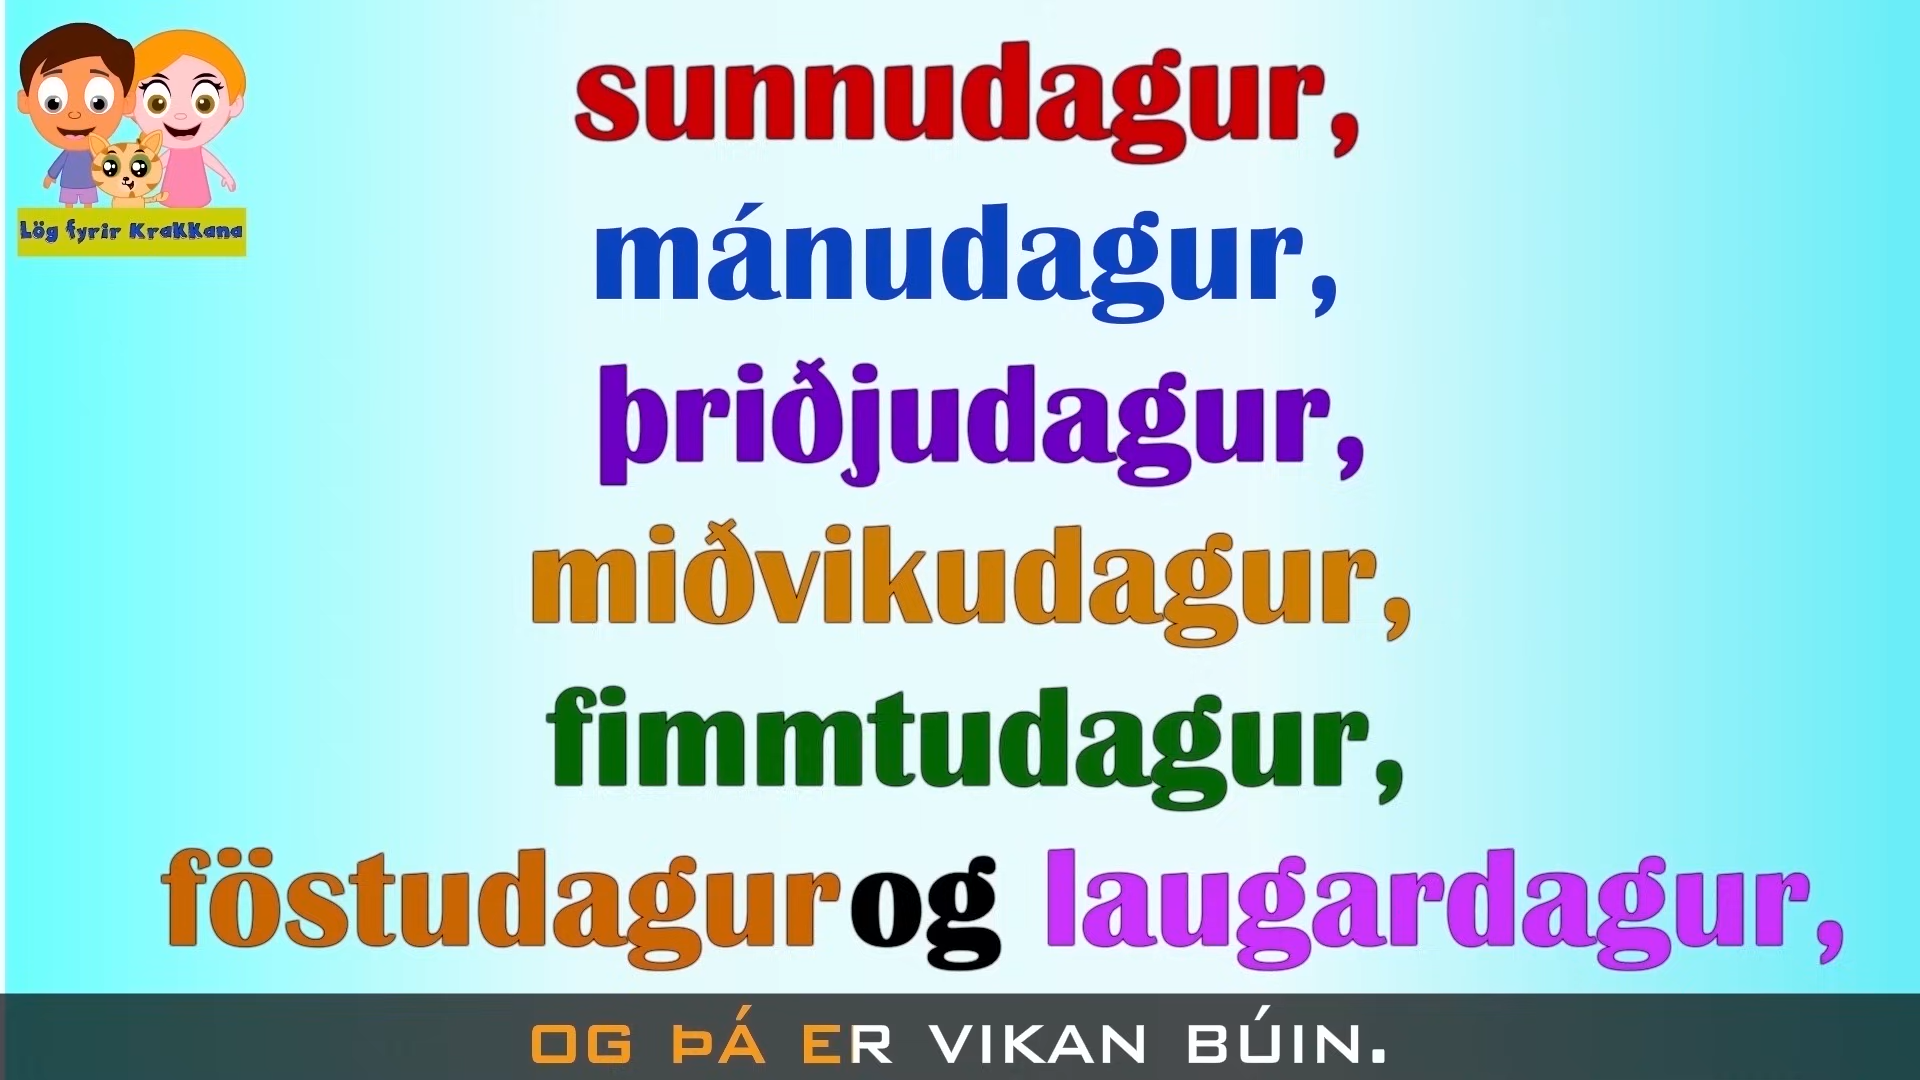 Lög fyrir Krakkana
sunnudagur,
mánudagur,
þriðjudagur,
miðvikudagur,
fimmtudagur,
föstudagur og laugardagur,
OG ÞÁ ER VIKAN BÚIN.